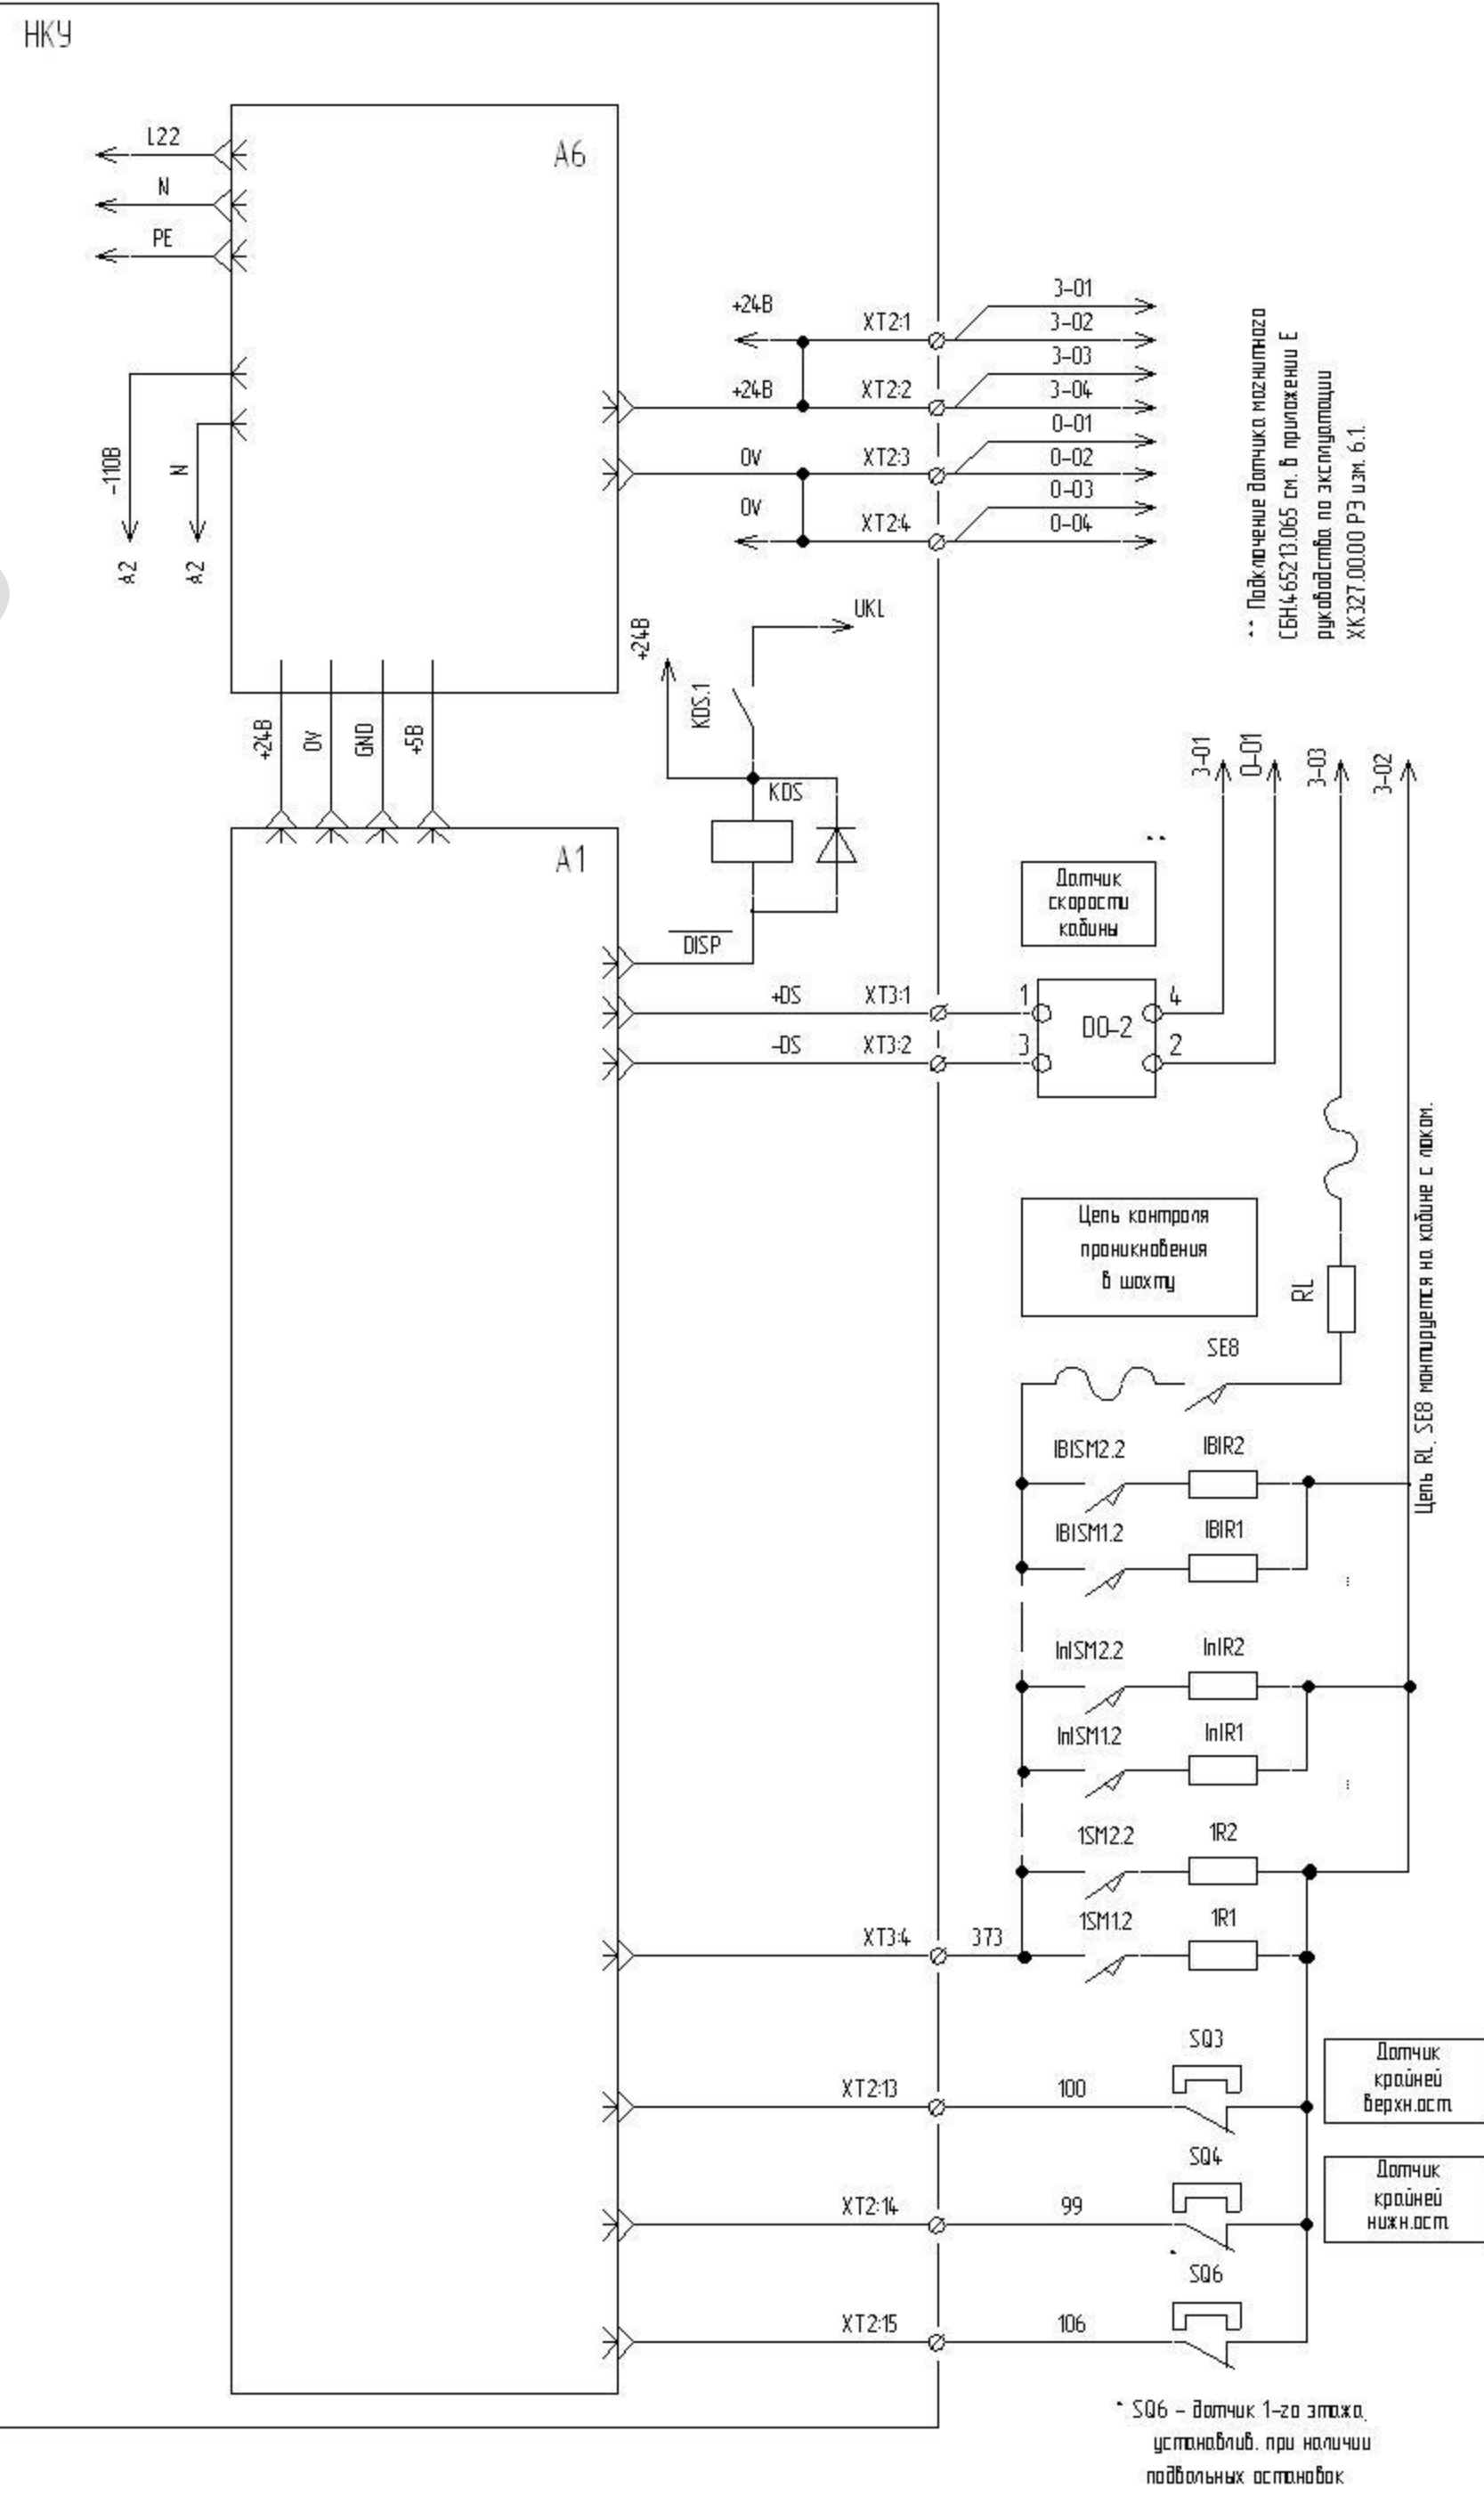 НКУ
L22
N
PE
А6
-110В
N
А2
А2
+24В
XT2:1
3-01
3-02
+24В
XT2:2
3-03
3-04
0V
XT2:3
0-01
0-02
0V
XT2:4
0-03
0-04
** Подключение датчика магнитного
СБН.465213.065 см. в приложении Е
руководства по эксплуатации
ХК327.00.00 РЭ изм. 6.1.
+24В
0V
GND
+5В
+24В
KDS.1
UKL
KDS
А1
DISP
**
Датчик
скорости
кабины
3-01
0-01
3-03
3-02
+DS
XT3:1
1
D0-2
4
-DS
XT3:2
3
2
Цепь контроля
проникновения
в шахту
RL
SE8
Цепь RL, SE8 монтируется на кабине с люком.
IBISM2.2
IBIR2
IBISM1.2
IBIR1
...
InISM2.2
InIR2
InISM1.2
InIR1
...
1SM2.2
1R2
1SM1.2
1R1
XT3:4
373
SQ3
XT2:13
100
Датчик
крайней
верхн.ост.
SQ4
XT2:14
99
Датчик
крайней
нижн.ост.
*
SQ6
XT2:15
106
* SQ6 – датчик 1-го этажа,
устанавлив. при наличии
подвальных остановок